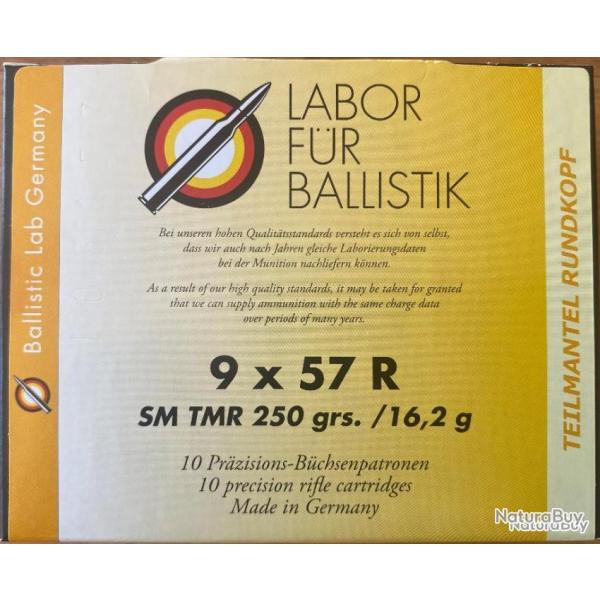 Ballistic Lab Germany
LABOR
FÜR
BALLISTIK
Bei unseren hohen Qualitätsstandards versteht es sich von selbst,
dass wir auch nach Jahren gleiche Laborierungsdaten
bei der Munition nachliefern können.
As a result of our high quality standards, it may be taken for granted
that we can supply ammunition with the same charge data
over periods of many years.
9 x 57 R
SM TMR 250 grs. /16,2 g
10 Präzisions-Büchsenpatronen
10 precision rifle cartridges
Made in Germany
TEILMANTEL RUNDKOPF
NaturaBuy
NaturaBuy